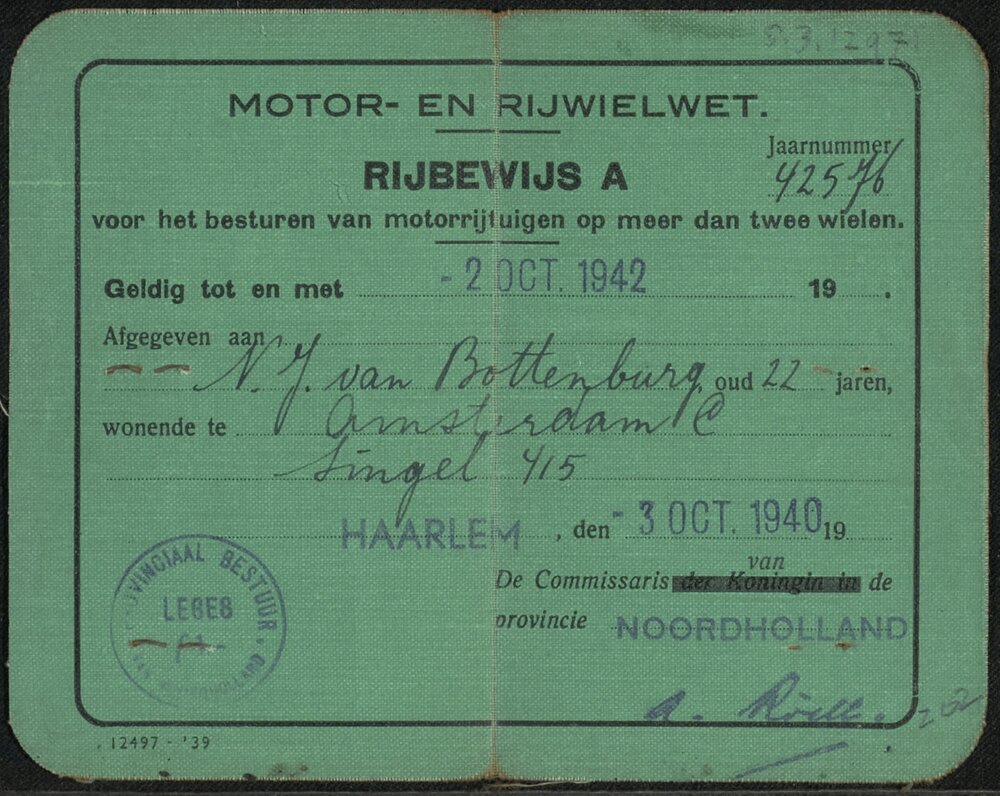 MOTOR- EN RIJWIELWET.
Jaarnummer
42576
RIJBEWIJS A
voor het besturen van motorrijtuigen op meer dan twee wielen.
Geldig tot en met - 2 OCT. 1942 19 .
Afgegeven aan
N. J. van Bottenburg, oud 22 jaren,
wonende te Amsterdam C
Singel 415
HAARLEM, den - 3 OCT. 1940 19
van
De Commissaris der Koningin in de
provincie NOORDHOLLAND
PROVINCIAAL BESTUUR
LEGES
a. Röell.
12497 - '39